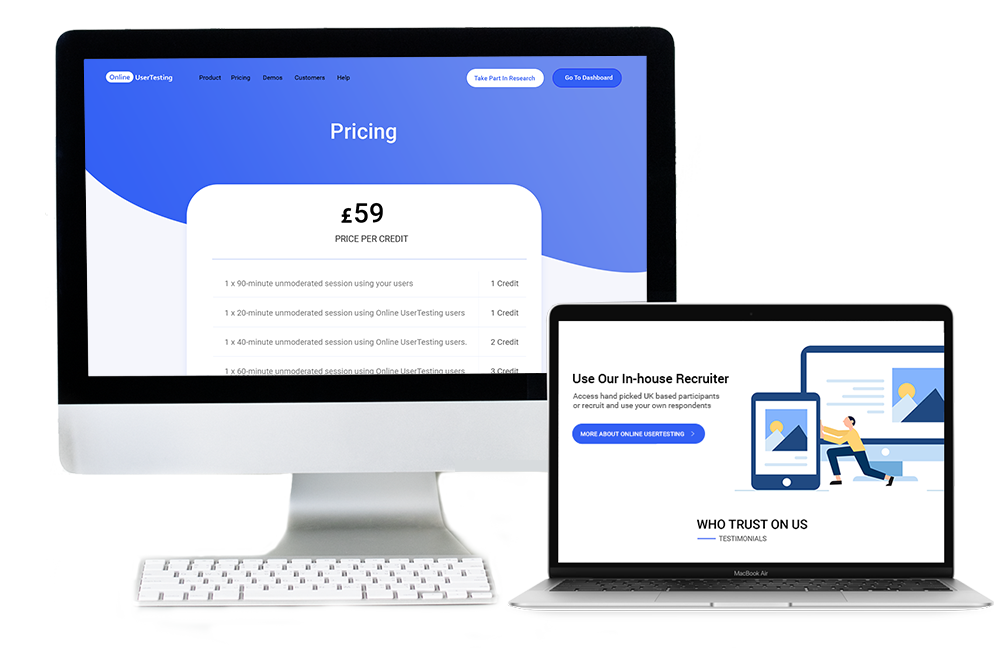 Online UserTesting
Product Pricing Demos Customers Help
Take Part In Research
Go To Dashboard
Pricing
£59
PRICE PER CREDIT
1 x 90-minute unmoderated session using your users 1 Credit
1 x 20-minute unmoderated session using Online UserTesting users 1 Credit
1 x 40-minute unmoderated session using Online UserTesting users. 2 Credit
1 x 60-minute unmoderated session using Online UserTesting users. 3 Credit
Use Our In-house Recruiter
Access hand picked UK based participants
or recruit and use your own respondents
MORE ABOUT ONLINE USERTESTING
WHO TRUST ON US
TESTIMONIALS
MacBook Air